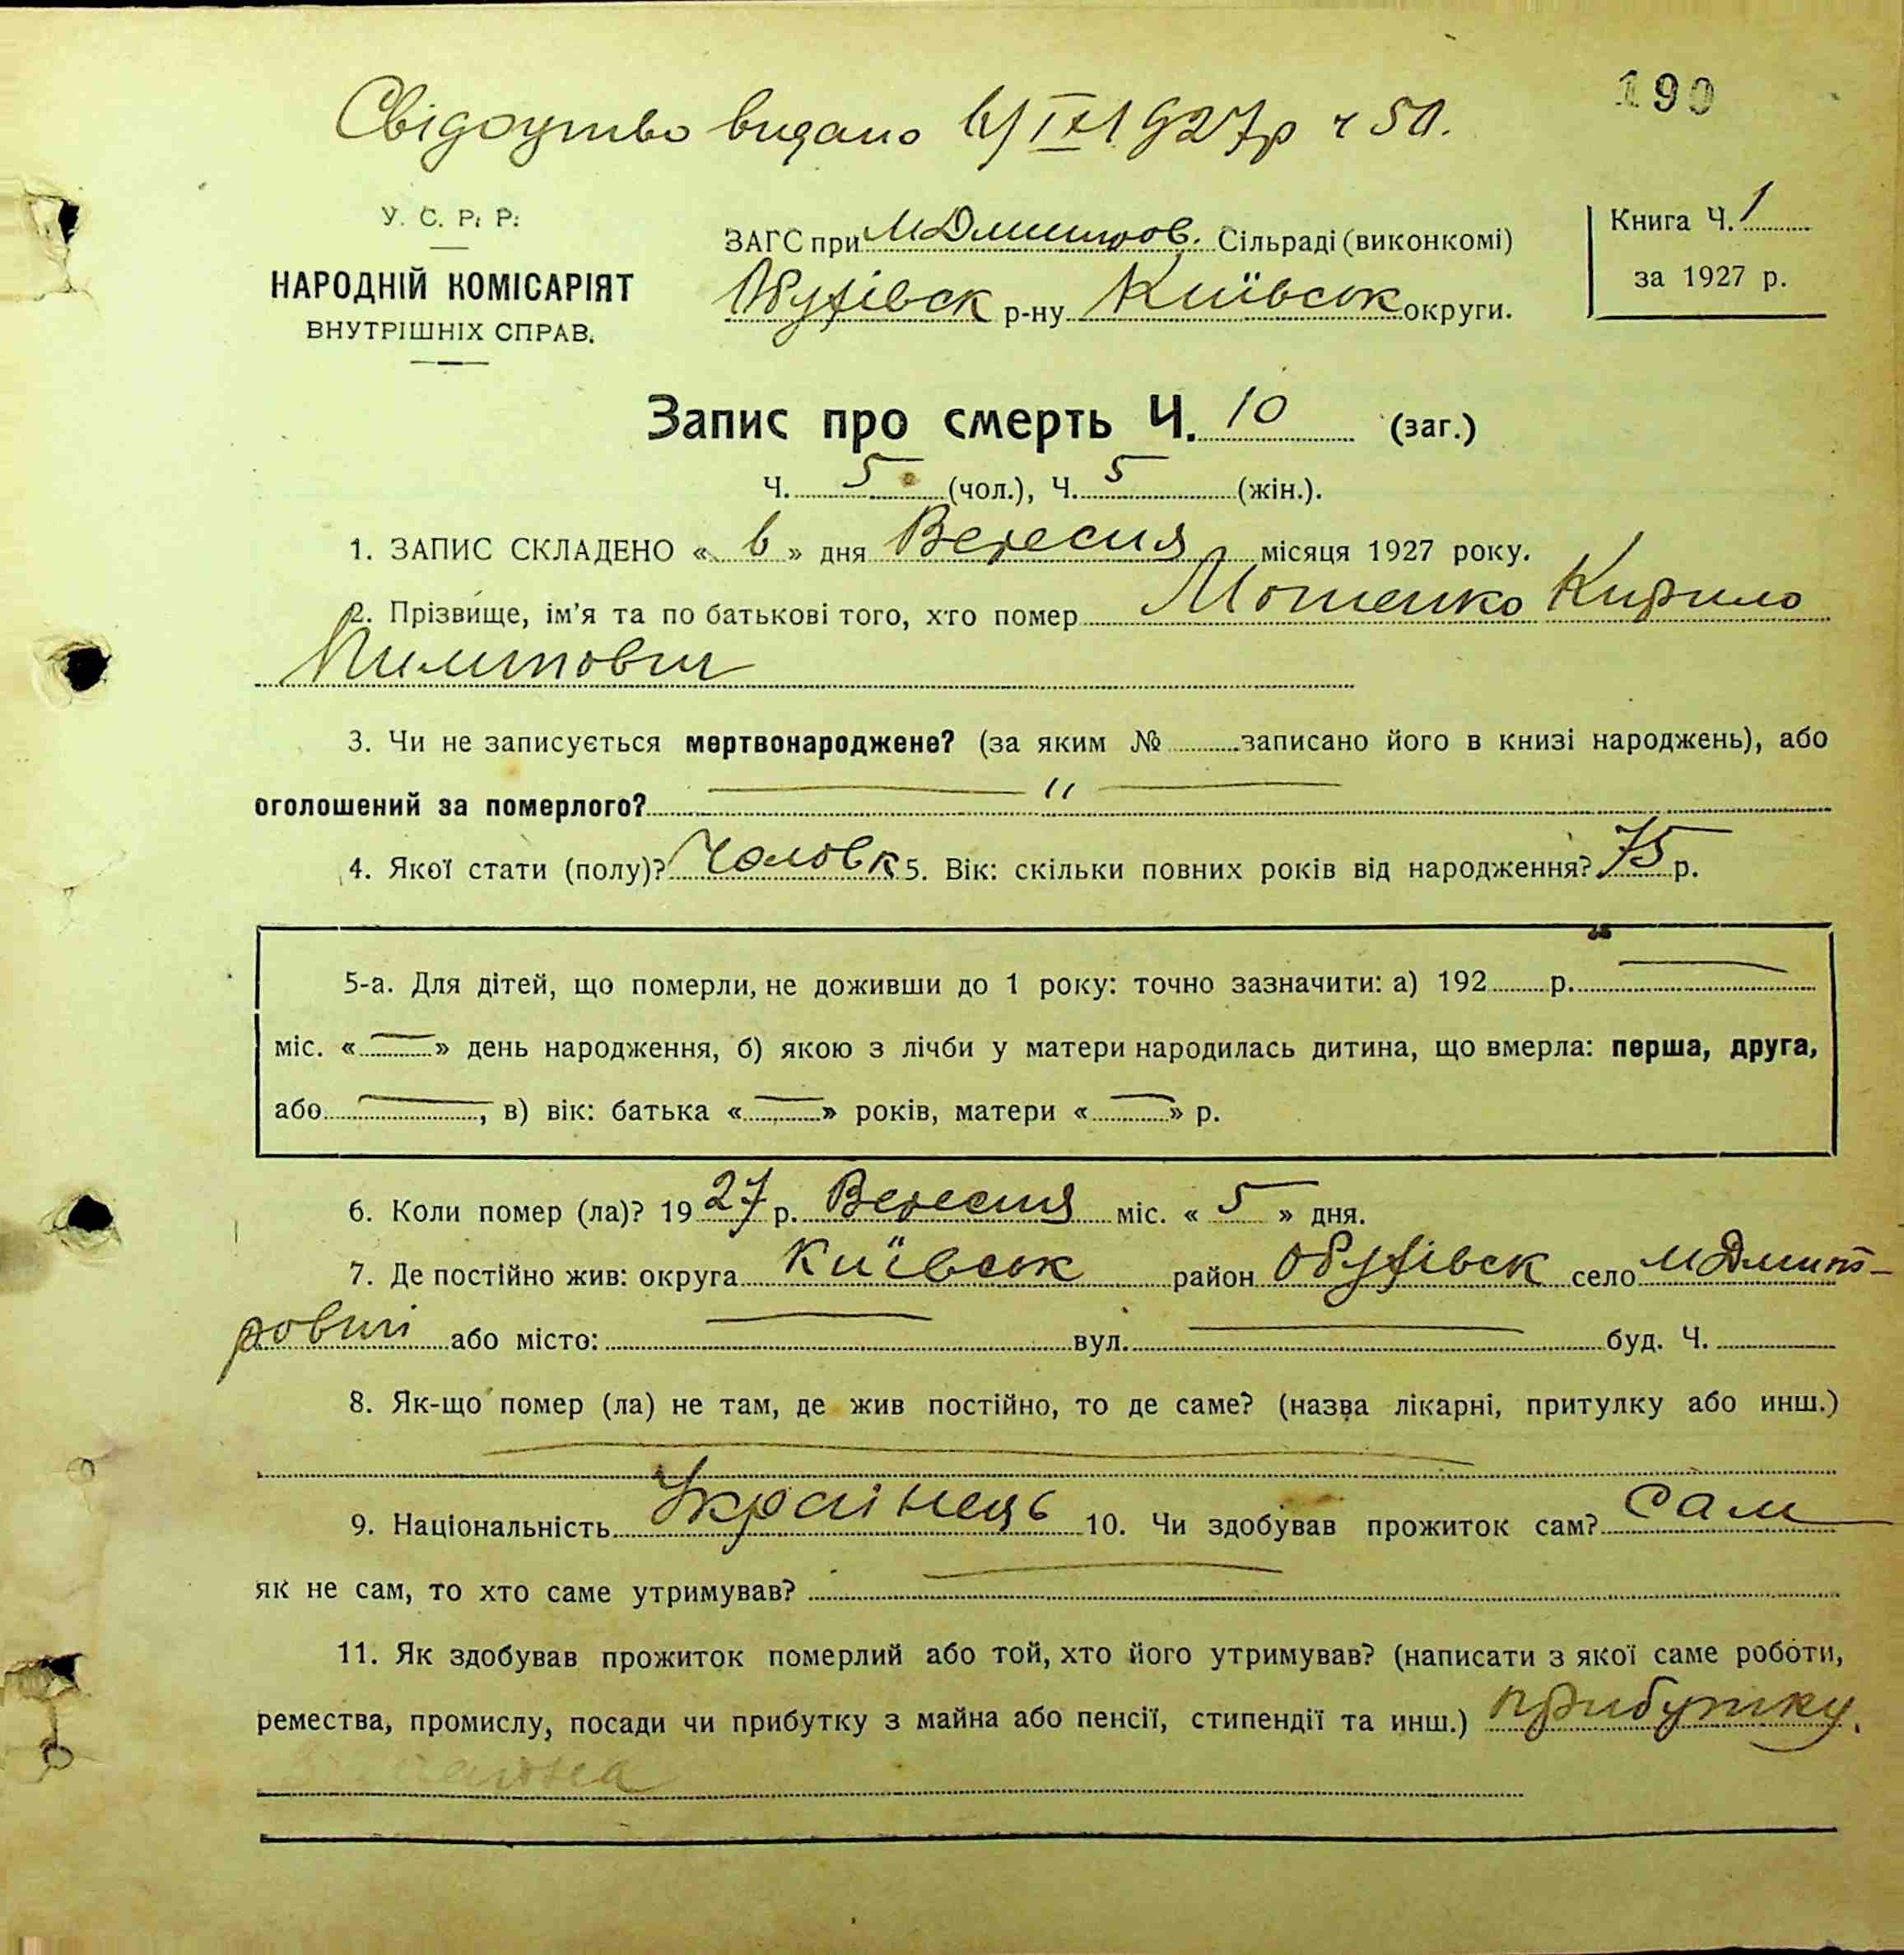 190
Свідоцтво видано 6/IX 1927р ч 50.
У. С. Р. Р.
НАРОДНІЙ КОМІСАРІЯТ
ВНУТРІШНІХ СПРАВ.
ЗАГС при МДмитров. Сільраді (виконкомі)
Обухівск р-ну Київськ округи.
Книга Ч. 1
за 1927 р.
Запис про смерть Ч. 10 (заг.)
Ч. 5 (чол.), Ч. 5 (жін.).
1. ЗАПИС СКЛАДЕНО « 6 » дня Вересня місяця 1927 року.
2. Прізвище, ім'я та по батькові того, хто помер Мошенко Кирило
Пилипович
3. Чи не записується мертвонароджене? (за яким № записано його в книзі народжень), або
оголошений за померлого? "
4. Якої стати (полу)? Чоловк 5. Вік: скільки повних років від народження? 75 р.
5-а. Для дітей, що померли, не доживши до 1 року: точно зазначити: а) 192 р.
міс. « — » день народження, б) якою з лічби у матери народилась дитина, що вмерла: перша, друга,
або —, в) вік: батька « — » років, матери « — » р.
6. Коли помер (ла)? 1927 р. Вересня міс. « 5 » дня.
7. Де постійно жив: округа Київськ район Обухівск село МДмит-
ровичі або місто: — вул. — буд. Ч.
8. Як-що помер (ла) не там, де жив постійно, то де саме? (назва лікарні, притулку або инш.)
9. Національність Українець 10. Чи здобував прожиток сам? Сам
як не сам, то хто саме утримував? —
11. Як здобував прожиток померлий або той, хто його утримував? (написати з якої саме роботи,
ремества, промислу, посади чи прибутку з майна або пенсії, стипендії та инш.) прибутку